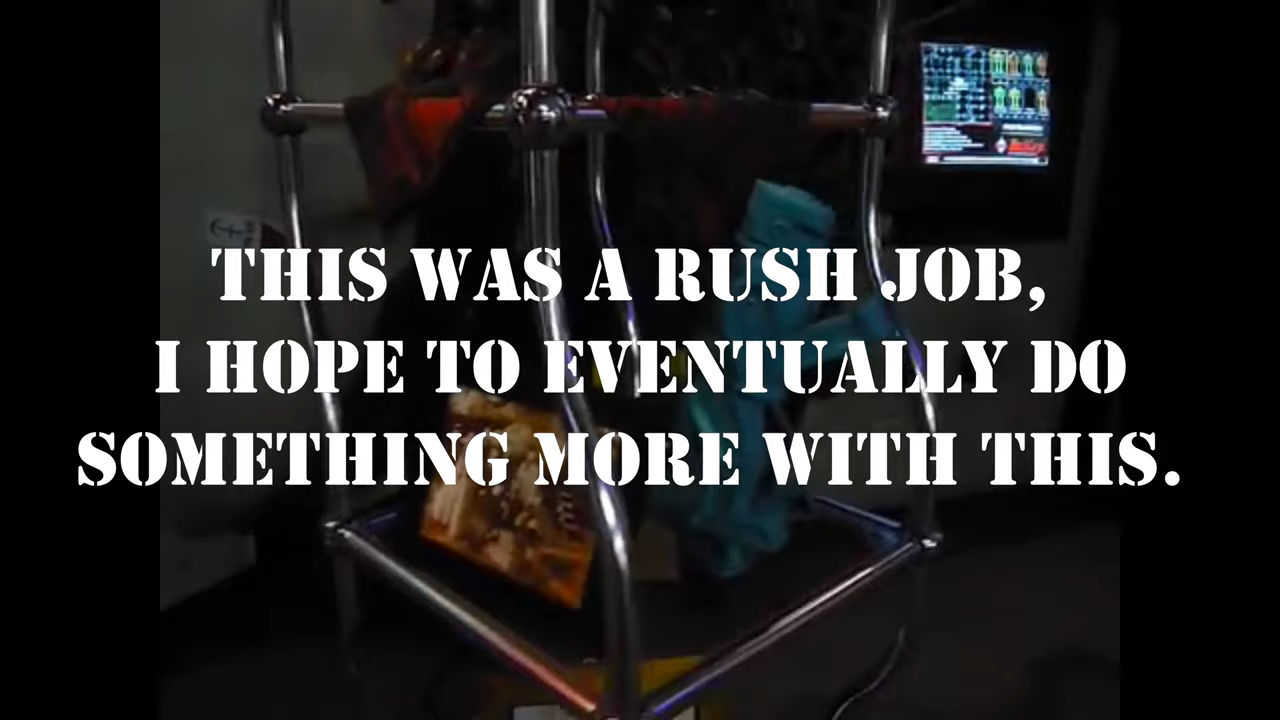 THIS WAS A RUSH JOB,
I HOPE TO EVENTUALLY DO
SOMETHING MORE WITH THIS.